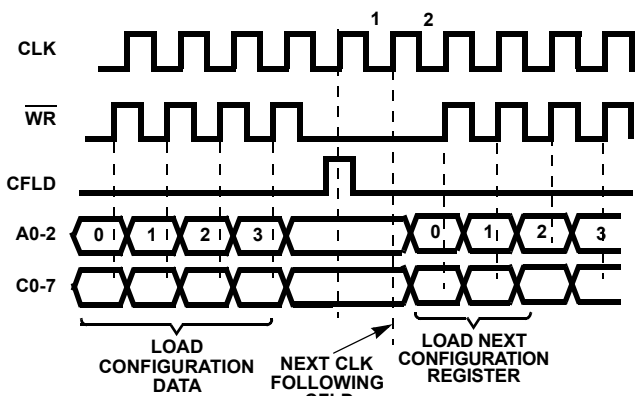 1 2
CLK
WR
CFLD
A0-2 0 1 2 3 0 1 2 3
C0-7
LOAD
CONFIGURATION
DATA
NEXT CLK
FOLLOWING
LOAD NEXT
CONFIGURATION
REGISTER